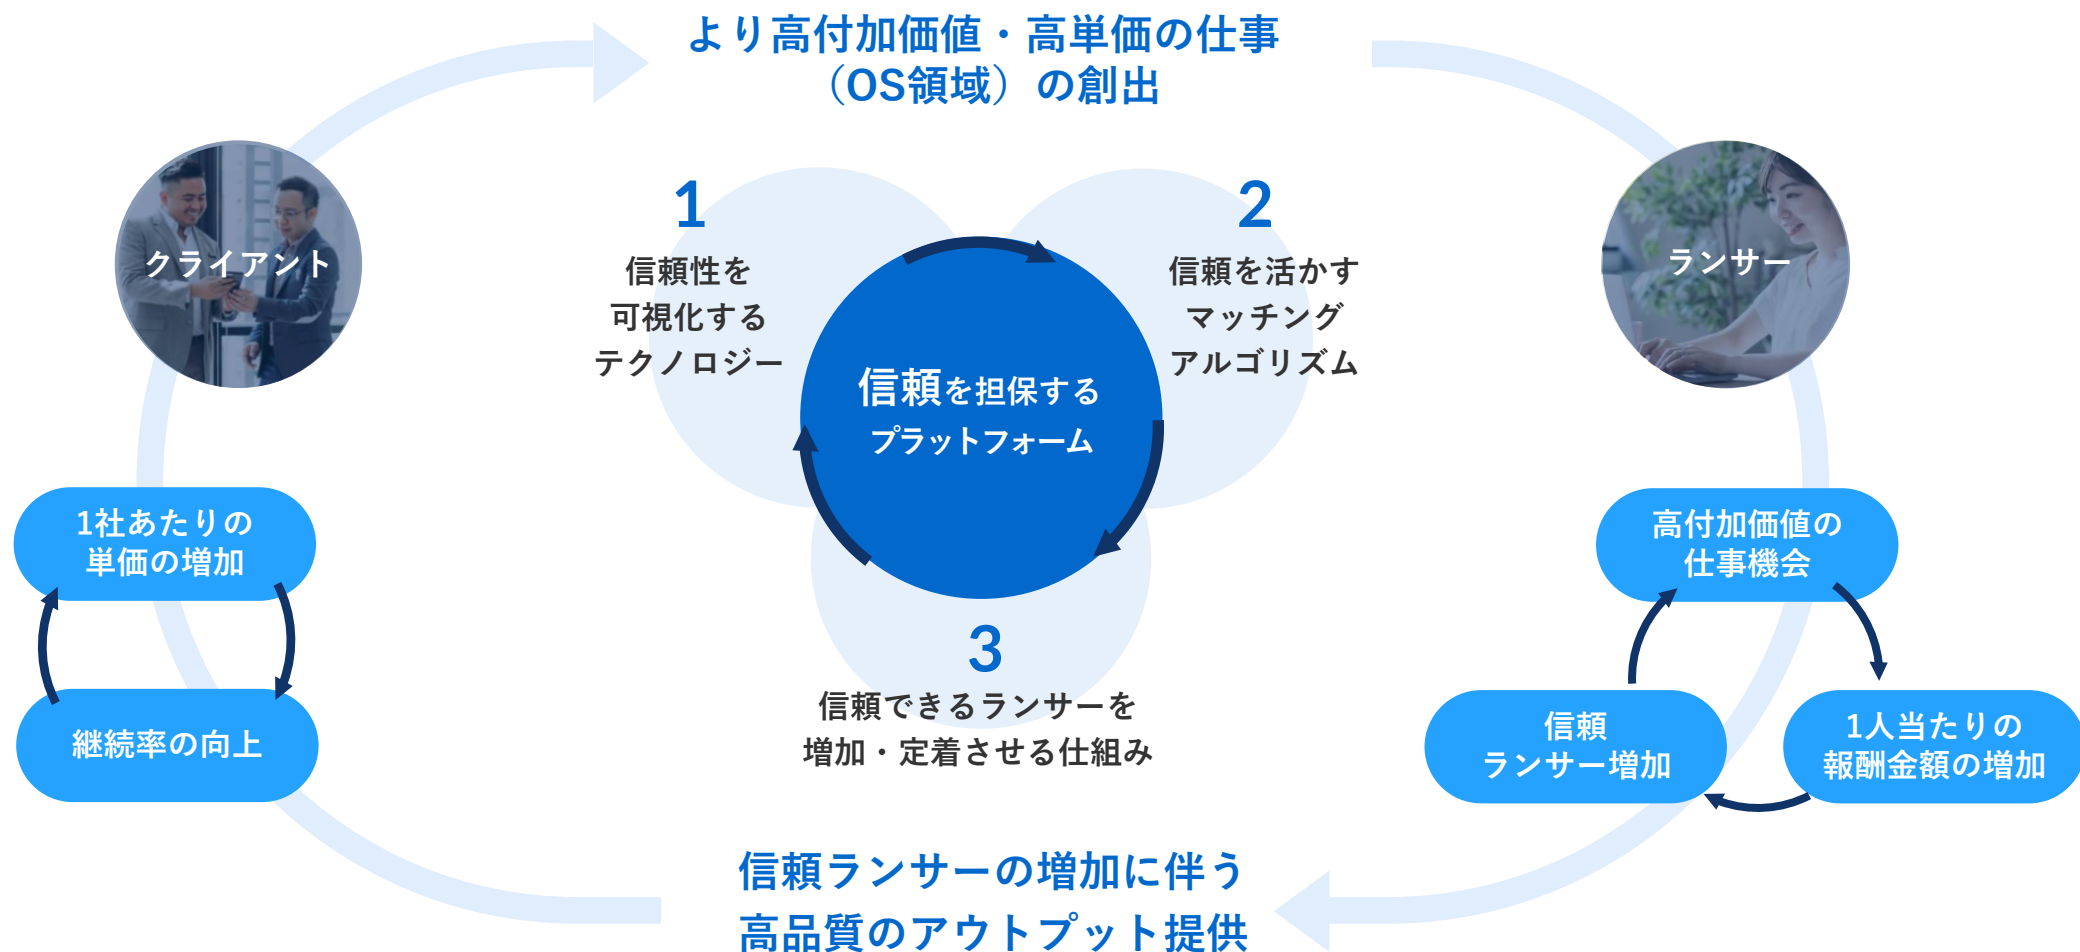 より高付加価値・高単価の仕事
（OS領域）の創出
クライアント
1
信頼性を
可視化する
テクノロジー
2
信頼を活かす
マッチング
アルゴリズム
ランサー
信頼を担保する
プラットフォーム
3
信頼できるランサーを
増加・定着させる仕組み
1社あたりの
単価の増加
継続率の向上
高付加価値の
仕事機会
1人当たりの
報酬金額の増加
信頼
ランサー増加
信頼ランサーの増加に伴う
高品質のアウトプット提供